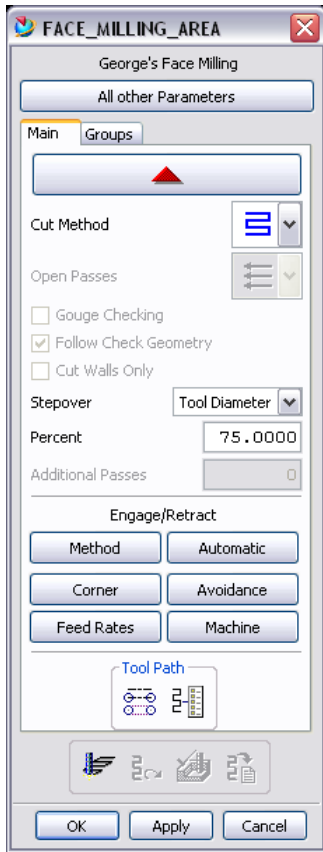 FACE_MILLING_AREA
George's Face Milling
All other Parameters
Main Groups
Cut Method
Open Passes
Gouge Checking
Follow Check Geometry
Cut Walls Only
Stepover Tool Diameter
Percent 75.0000
Additional Passes 0
Engage/Retract
Method Automatic
Corner Avoidance
Feed Rates Machine
Tool Path
OK Apply Cancel